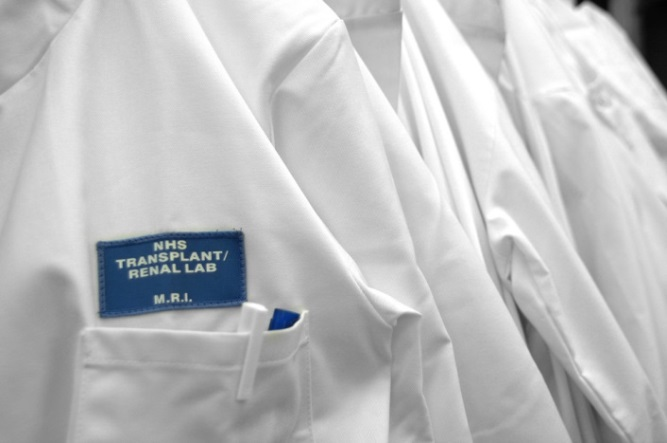 NHS
TRANSPLANT/
RENAL LAB
M.R.I.